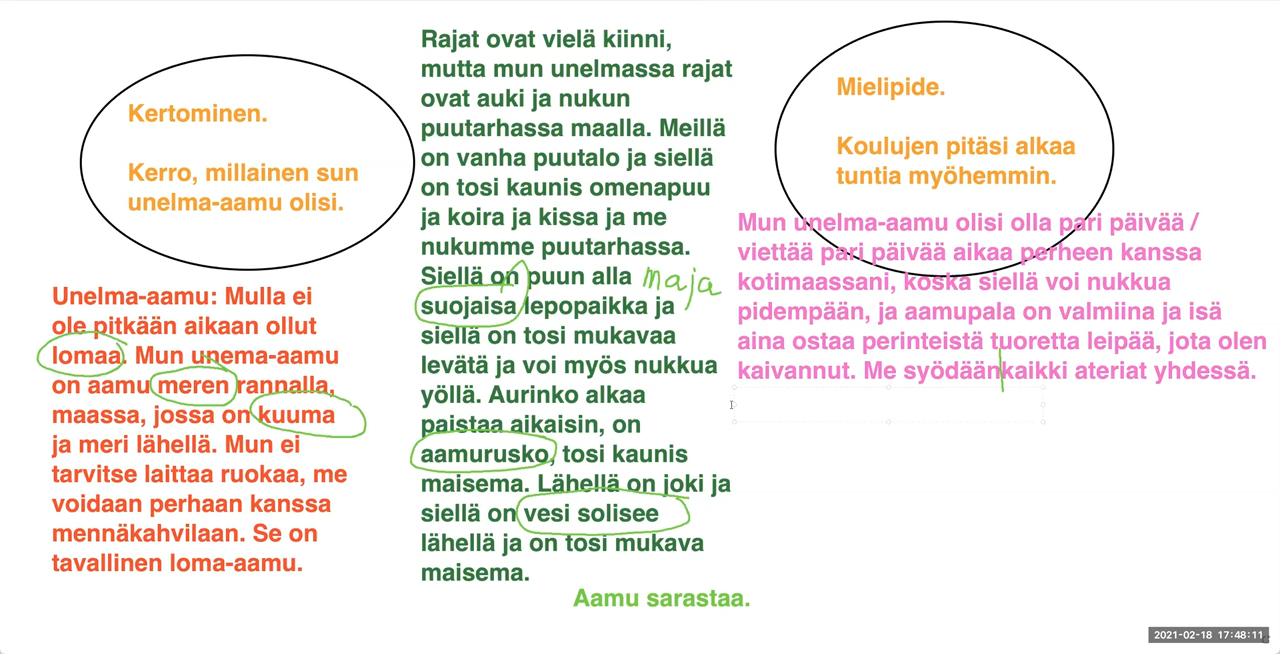 Kertominen.
Kerro, millainen sun
unelma-aamu olisi.
Unelma-aamu: Mulla ei
ole pitkään aikaan ollut
lomaa. Mun unema-aamu
on aamu meren rannalla,
maassa, jossa on kuuma
ja meri lähellä. Mun ei
tarvitse laittaa ruokaa, me
voidaan perhaan kanssa
mennäkahvilaan. Se on
tavallinen loma-aamu.
Rajat ovat vielä kiinni,
mutta mun unelmassa rajat
ovat auki ja nukun
puutarhassa maalla. Meillä
on vanha puutalo ja siellä
on tosi kaunis omenapuu
ja koira ja kissa ja me
nukumme puutarhassa.
Siellä on puun alla maja
suojaisa lepopaikka ja
siellä on tosi mukavaa
levätä ja voi myös nukkua
yöllä. Aurinko alkaa
paistaa aikaisin, on
aamurusko, tosi kaunis
maisema. Lähellä on joki ja
siellä on vesi solisee
lähellä ja on tosi mukava
maisema.
Aamu sarastaa.
Mielipide.
Koulujen pitäsi alkaa
tuntia myöhemmin.
Mun unelma-aamu olisi olla pari päivää /
viettää pari päivää aikaa perheen kanssa
kotimaassani, koska siellä voi nukkua
pidempään, ja aamupala on valmiina ja isä
aina ostaa perinteistä tuoretta leipää, jota olen
kaivannut. Me syödäänkaikki ateriat yhdessä.
2021-02-18 17:48:11